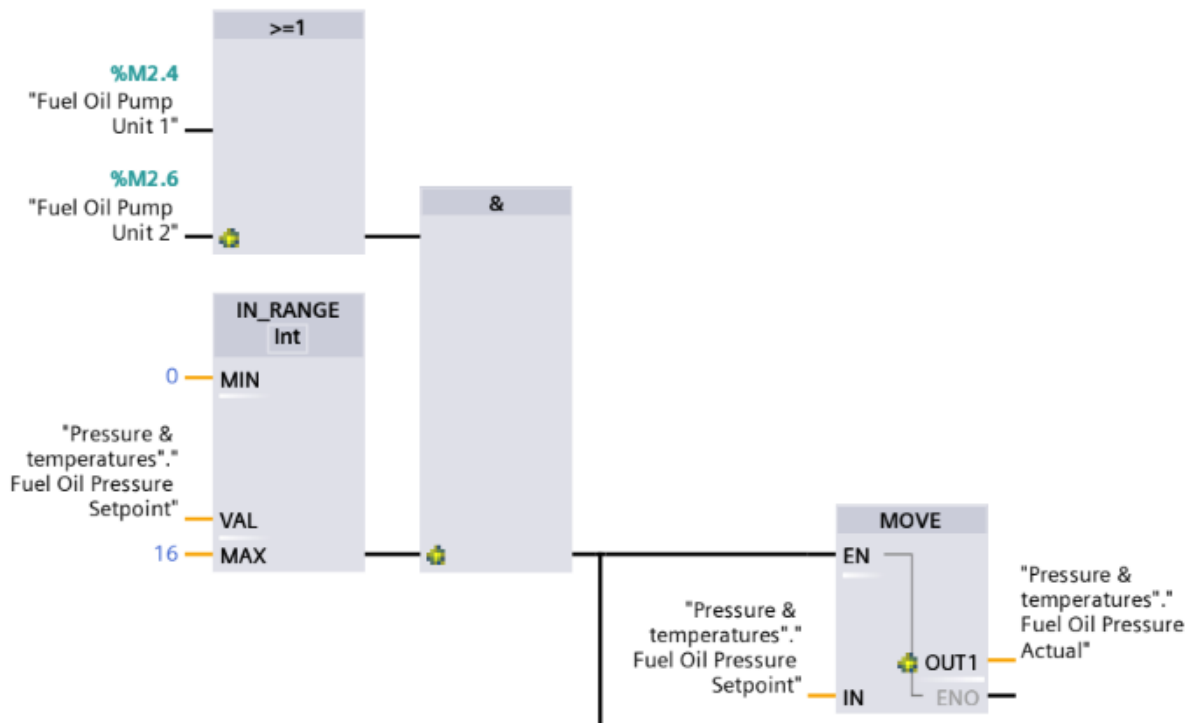 >=1
%M2.4
"Fuel Oil Pump
Unit 1"
%M2.6
"Fuel Oil Pump
Unit 2"
&
IN_RANGE
Int
0
MIN
"Pressure &
temperatures"."
Fuel Oil Pressure
Setpoint"
VAL
16
MAX
MOVE
EN
"Pressure &
temperatures"."
Fuel Oil Pressure
Setpoint"
IN
OUT1
ENO
"Pressure &
temperatures"."
Fuel Oil Pressure
Actual"